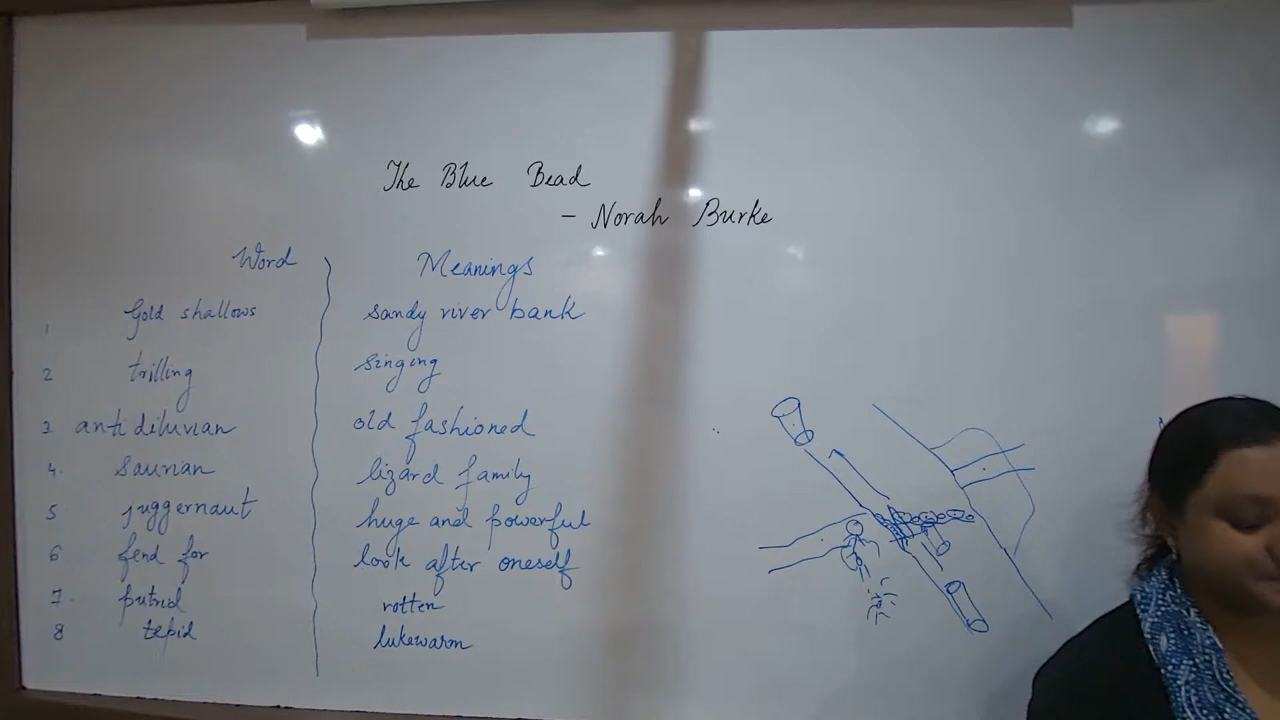 The Blue Bead
- Norah Burke
Word Meanings
1 Gold shallows sandy river bank
2 trilling singing
3 antidiluvian old fashioned
4. Saurian lizard family
5 juggernaut huge and powerful
6 fend for look after oneself
7. putrid rotten
8 tepid lukewarm